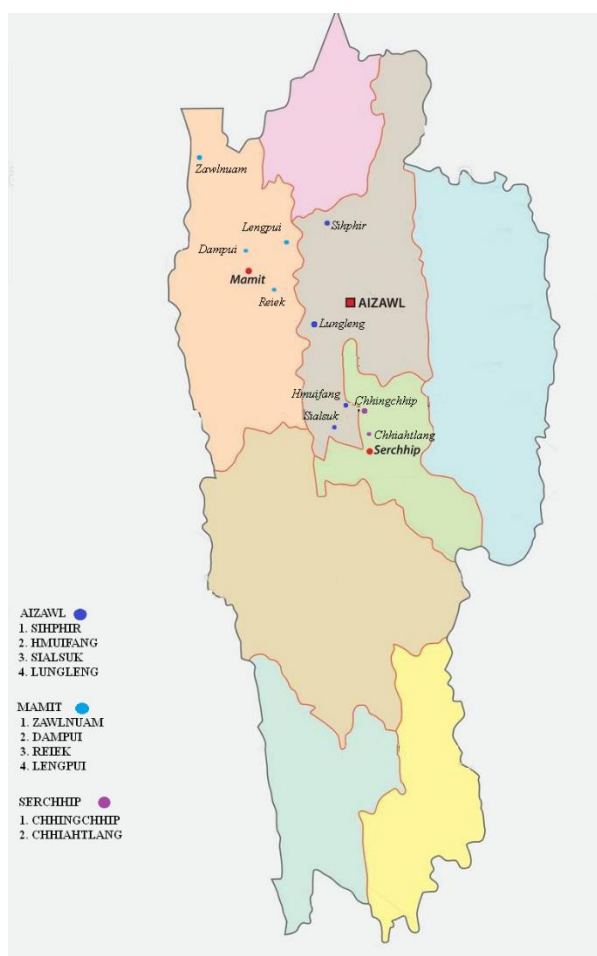 Zawlnuam
Lengpui
Sihphir
Dampui
Mamit
Reiek
AIZAWL
Lungleng
Hmuifang
Chhingchhip
Sialsuk
Chhiahtlang
Serchhip
AIZAWL
1. SIHPHIR
2. HMUIFANG
3. SIALSUK
4. LUNGLENG
MAMIT
1. ZAWLNUAM
2. DAMPUI
3. REIEK
4. LENGPUI
SERCHHIP
1. CHHINGCHHIP
2. CHHIAHTLANG